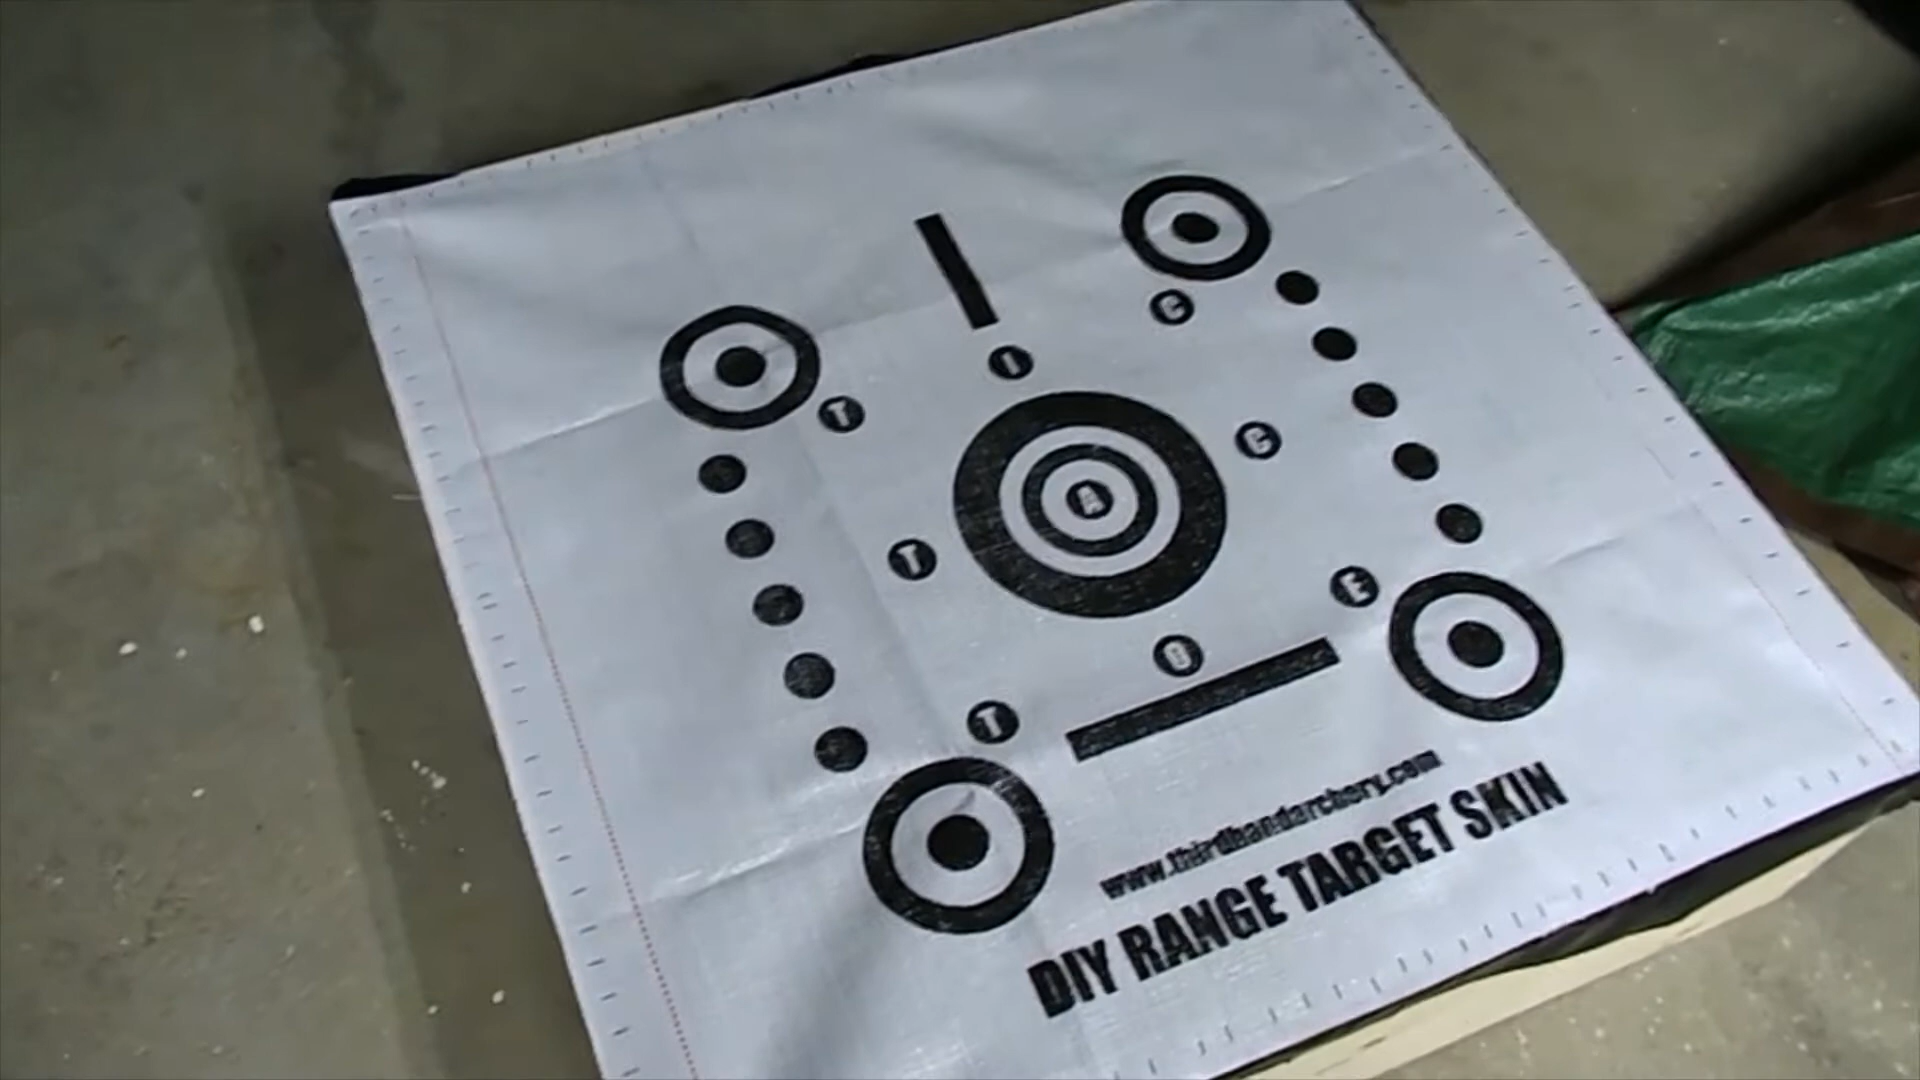 T I C
T A C
T O E
www.thirdhandarchery.com
DIY RANGE TARGET SKIN